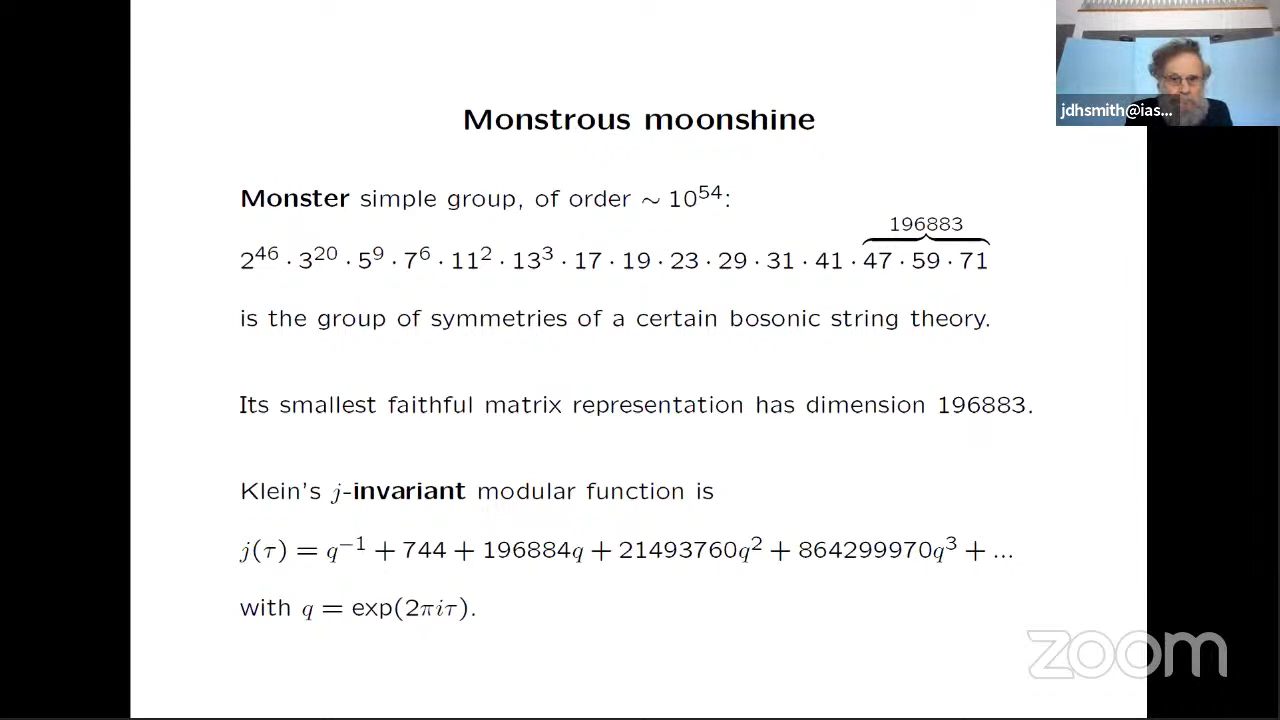 Monstrous moonshine
jdhsmith@ias...
Monster simple group, of order ∼ 10^54:
196883
2^46 · 3^20 · 5^9 · 7^6 · 11^2 · 13^3 · 17 · 19 · 23 · 29 · 31 · 41 · 47 · 59 · 71
is the group of symmetries of a certain bosonic string theory.
Its smallest faithful matrix representation has dimension 196883.
Klein's j-invariant modular function is
j(τ) = q^−1 + 744 + 196884q + 21493760q^2 + 864299970q^3 + ...
with q = exp(2πiτ).
zoom